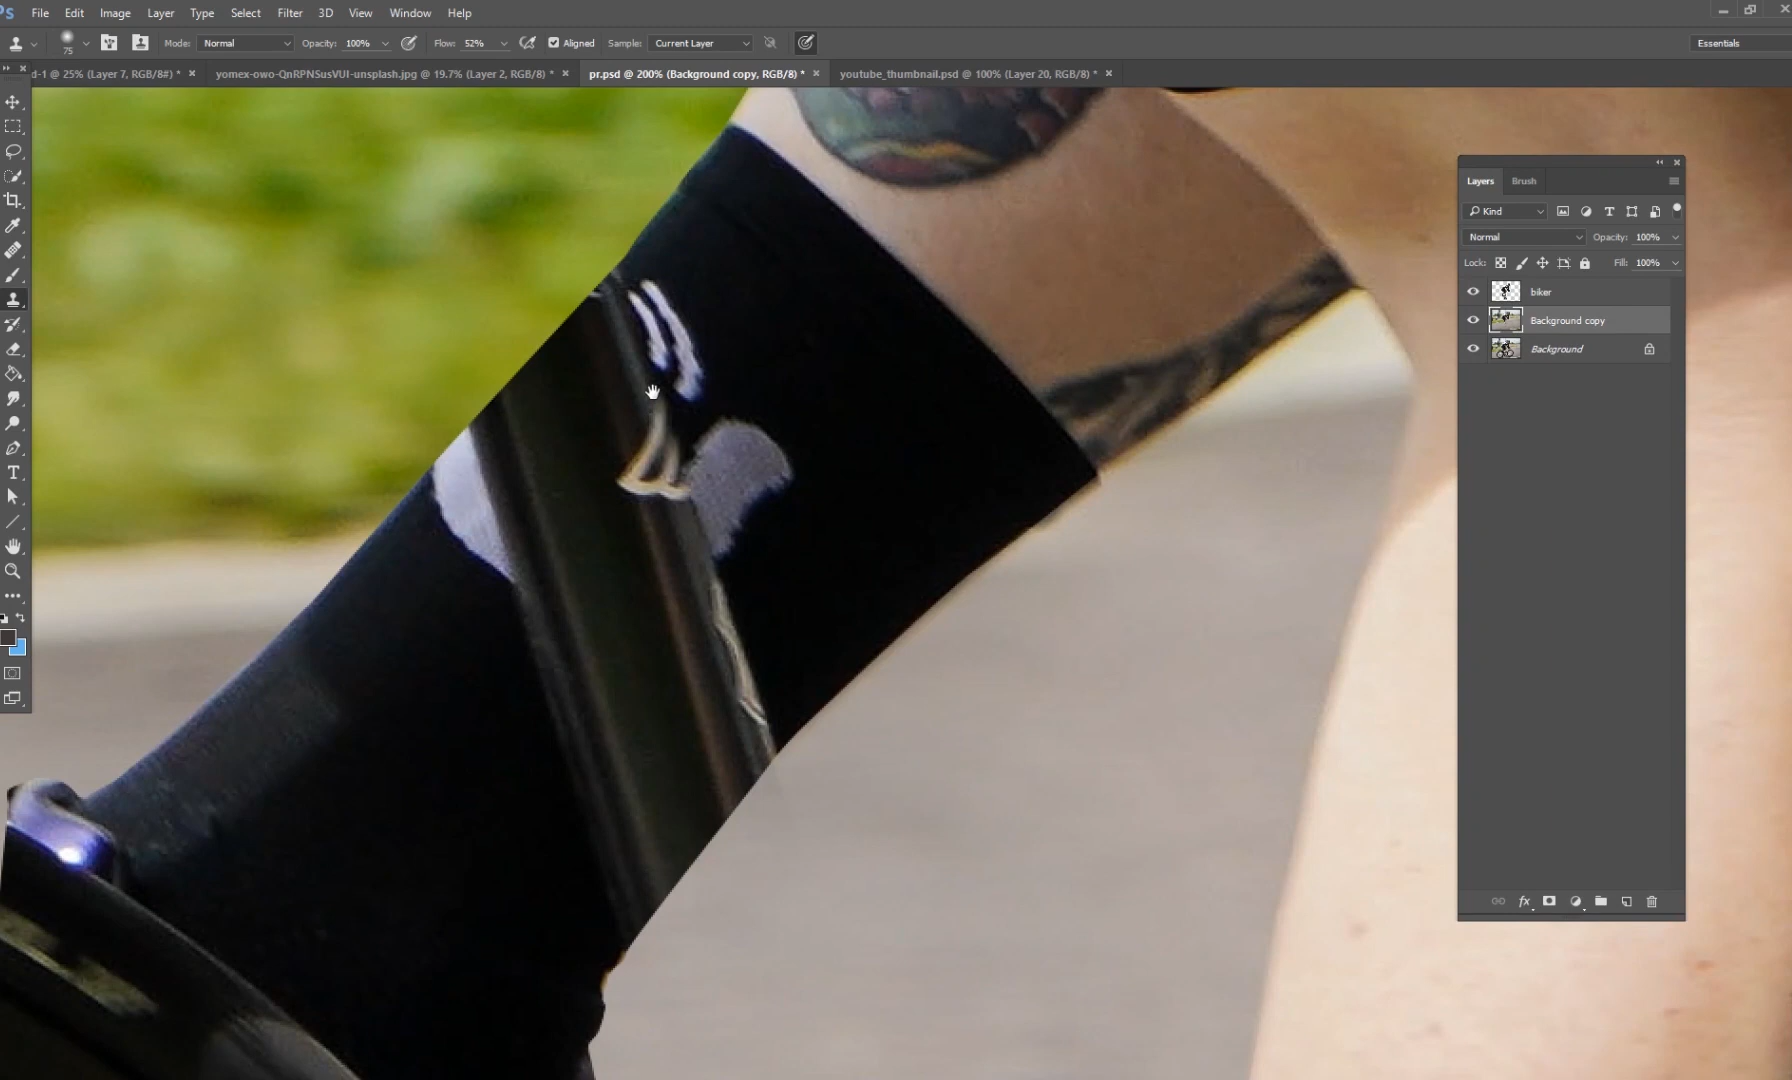 Ps File Edit Image Layer Type Select Filter 3D View Window Help
75 Mode: Normal Opacity: 100% Flow: 52% Aligned Sample: Current Layer Essentials
d-1 @ 25% (Layer 7, RGB/8#) * × yomex-owo-QnRPNSusVUI-unsplash.jpg @ 19.7% (Layer 2, RGB/8) * × pr.psd @ 200% (Background copy, RGB/8) * × youtube_thumbnail.psd @ 100% (Layer 20, RGB/8) * ×
Layers Brush
Kind
Normal Opacity: 100%
Lock: Fill: 100%
biker
Background copy
Background
fx